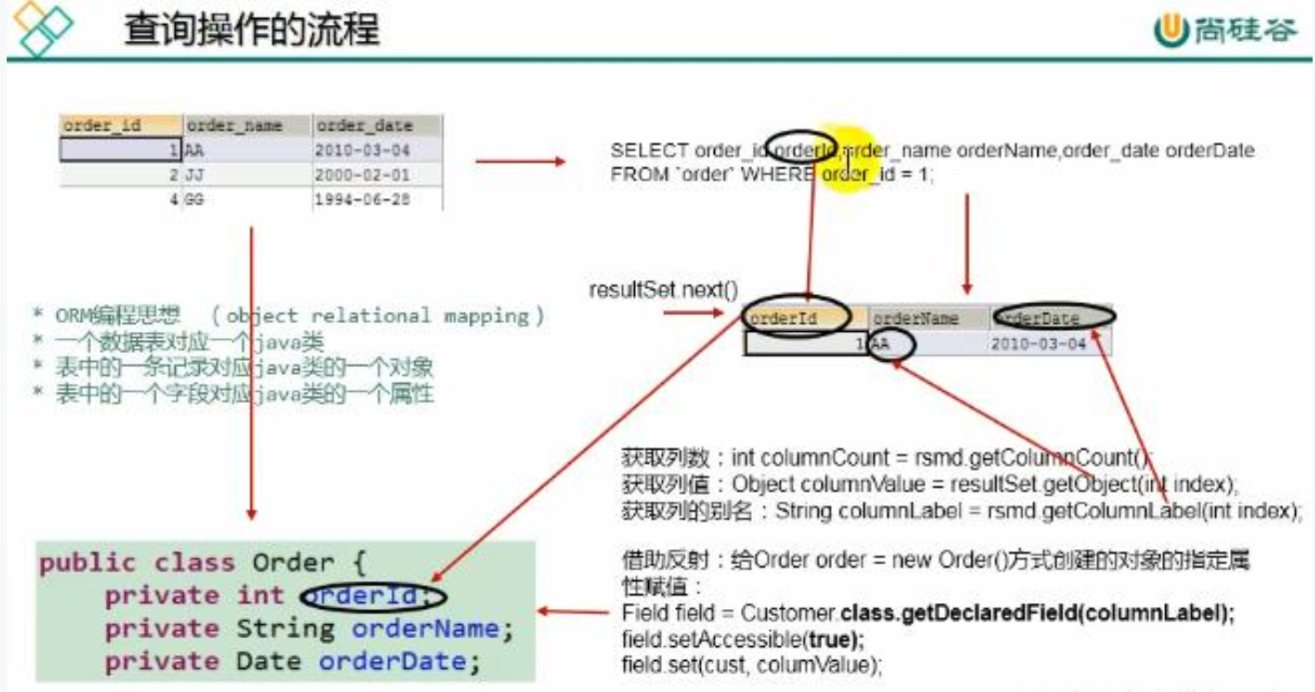 查询操作的流程
尚硅谷
order_id order_name order_date
1 AA 2010-03-04
2 JJ 2000-02-01
4 GG 1994-06-28
SELECT order_id orderId,order_name orderName,order_date orderDate
FROM `order` WHERE order_id = 1;
resultSet.next()
orderId orderName orderDate
1 AA 2010-03-04
* ORM编程思想 （object relational mapping）
* 一个数据表对应一个java类
* 表中的一条记录对应java类的一个对象
* 表中的一个字段对应java类的一个属性
获取列数：int columnCount = rsmd.getColumnCount();
获取列值：Object columnValue = resultSet.getObject(int index);
获取列的别名：String columnLabel = rsmd.getColumnLabel(int index);
借助反射：给Order order = new Order()方式创建的对象的指定属
性赋值：
Field field = Customer.class.getDeclaredField(columnLabel);
field.setAccessible(true);
field.set(cust, columValue);
public class Order {
private int orderId;
private String orderName;
private Date orderDate;